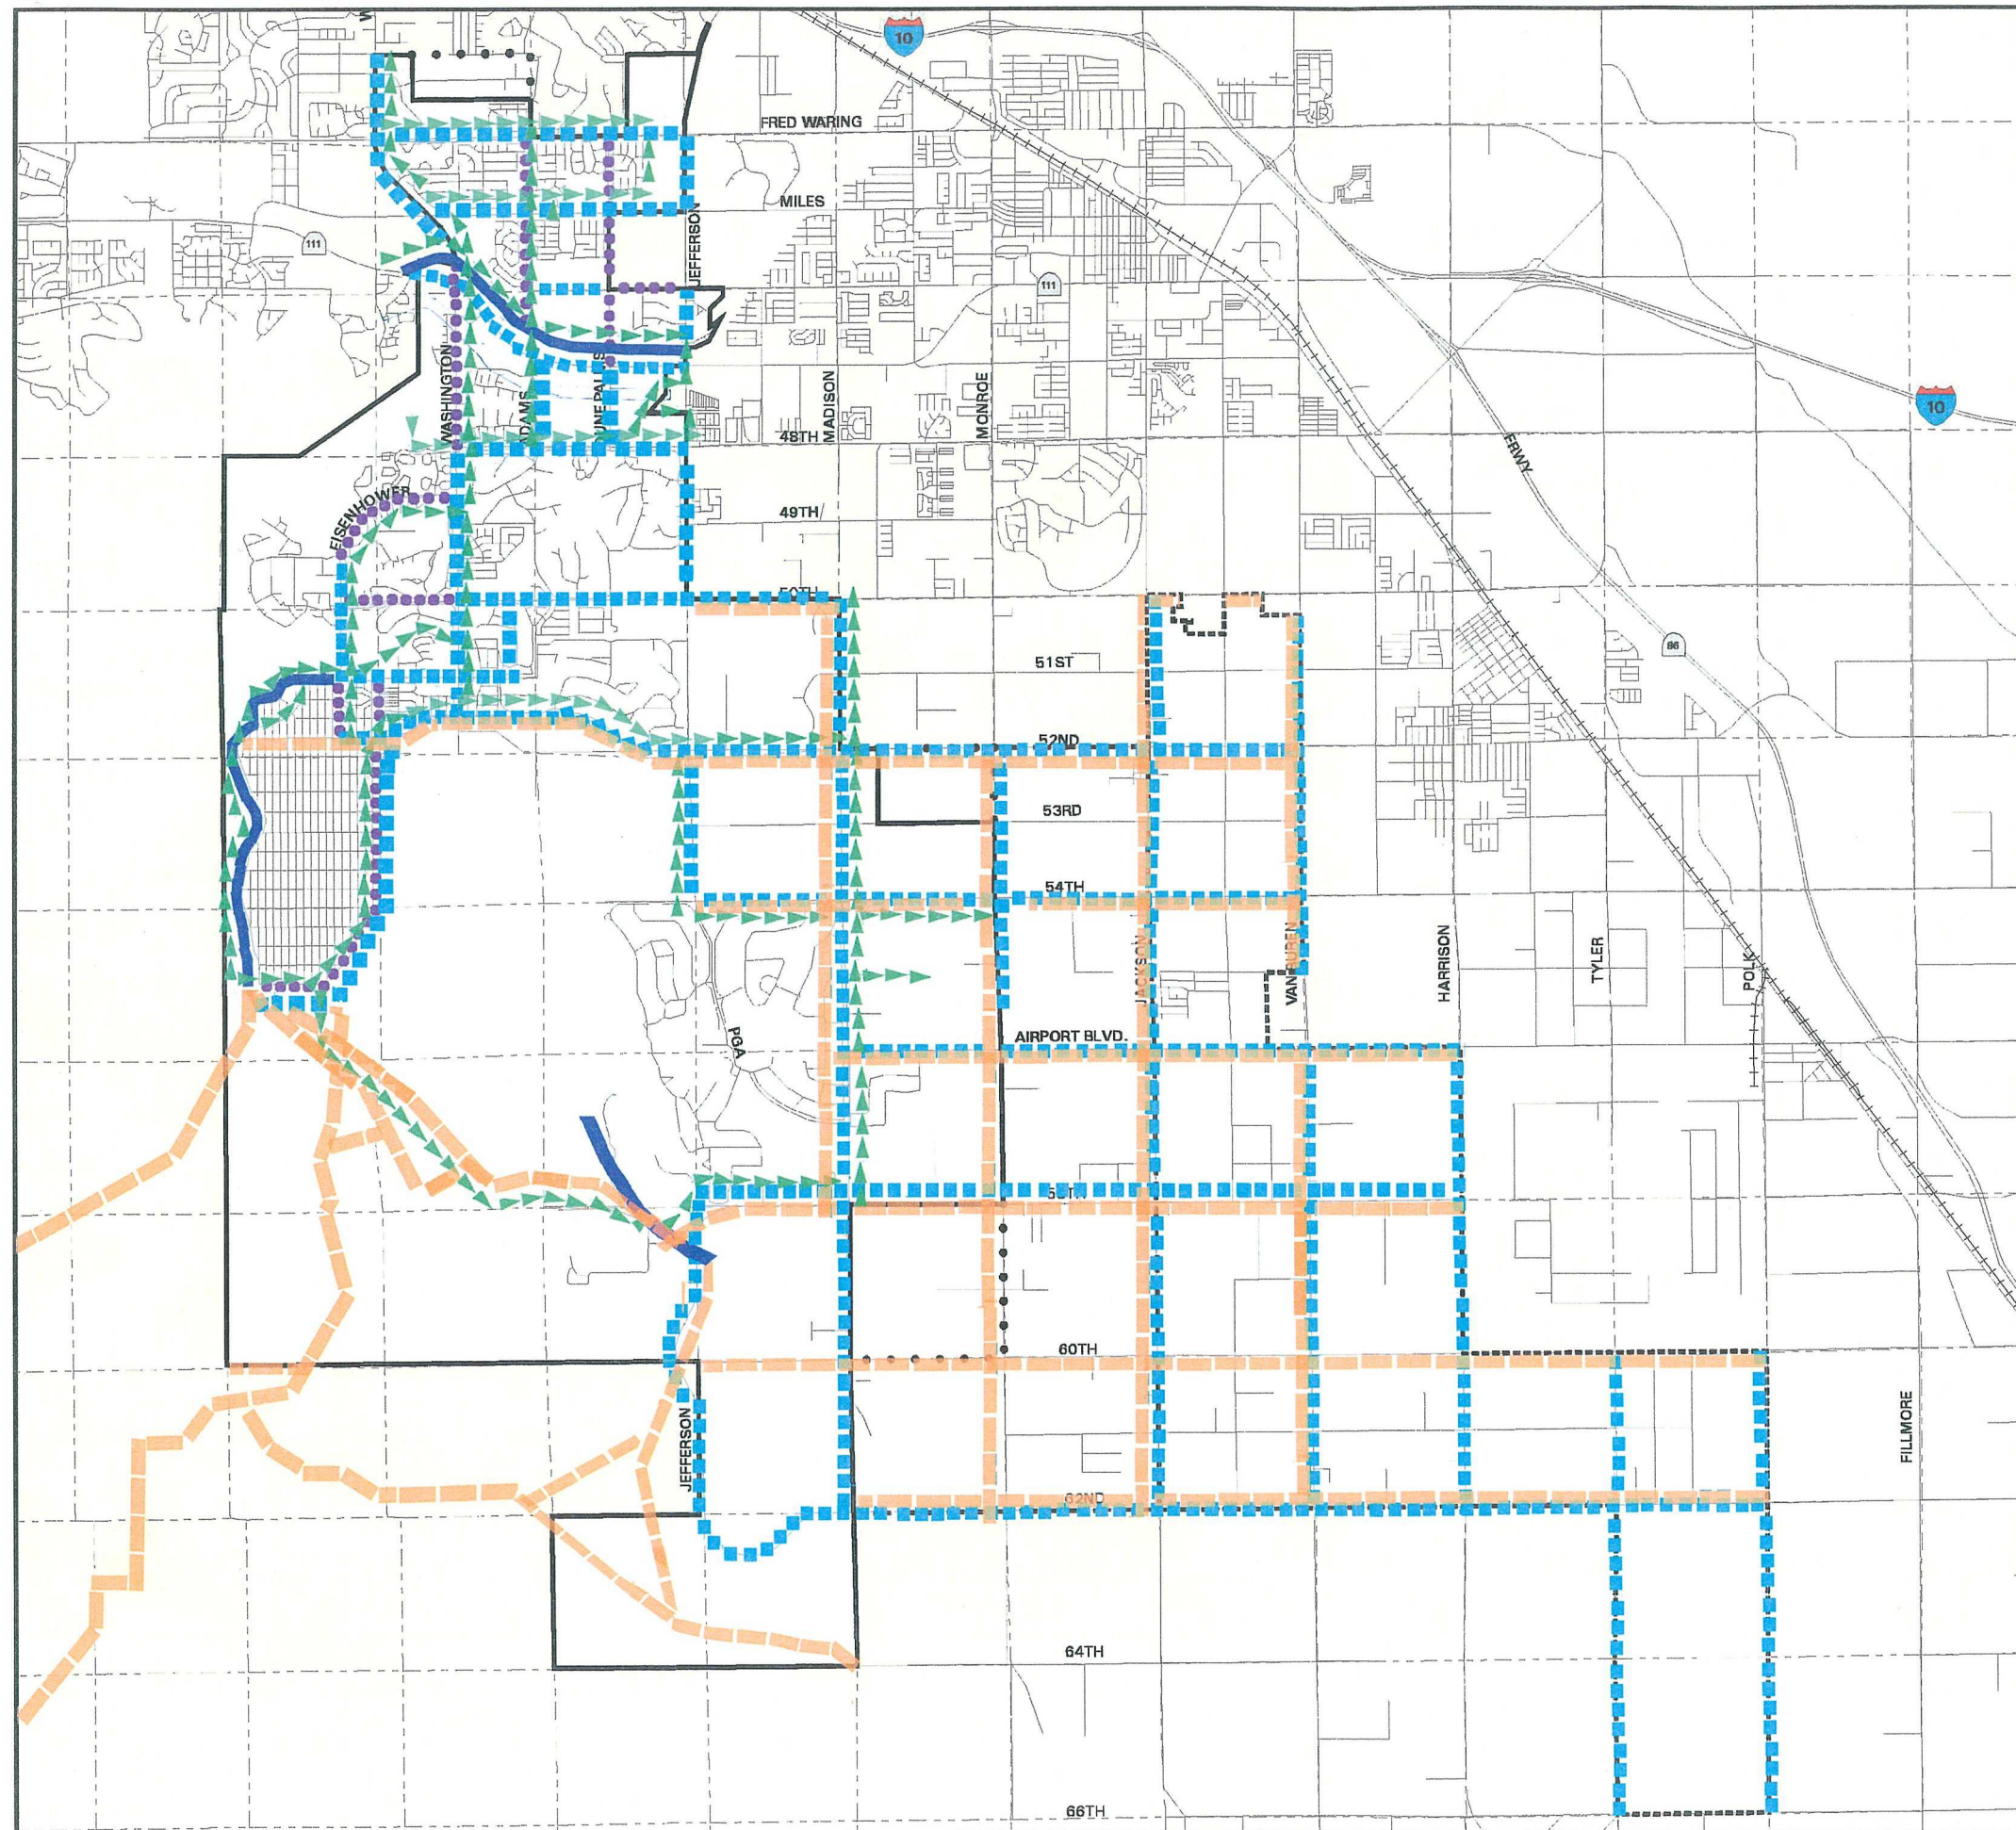 W
10
FRED WARING
MILES
JEFFERSON
111
111
WASHINGTON
ADAMS
DUNE PALMS
MADISON
MONROE
48TH
10
FRWY
EISENHOWER
49TH
50TH
51ST
86
52ND
53RD
54TH
JACKSON
VAN BUREN
HARRISON
TYLER
POLK
PGA
AIRPORT BLVD.
60TH
JEFFERSON
FILLMORE
62ND
64TH
66TH